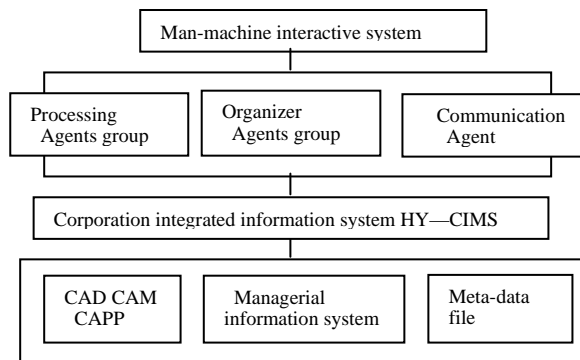 Man-machine interactive system
Processing
Agents group
Organizer
Agents group
Communication
Agent
Corporation integrated information system HY—CIMS
CAD CAM
CAPP
Managerial
information system
Meta-data
file